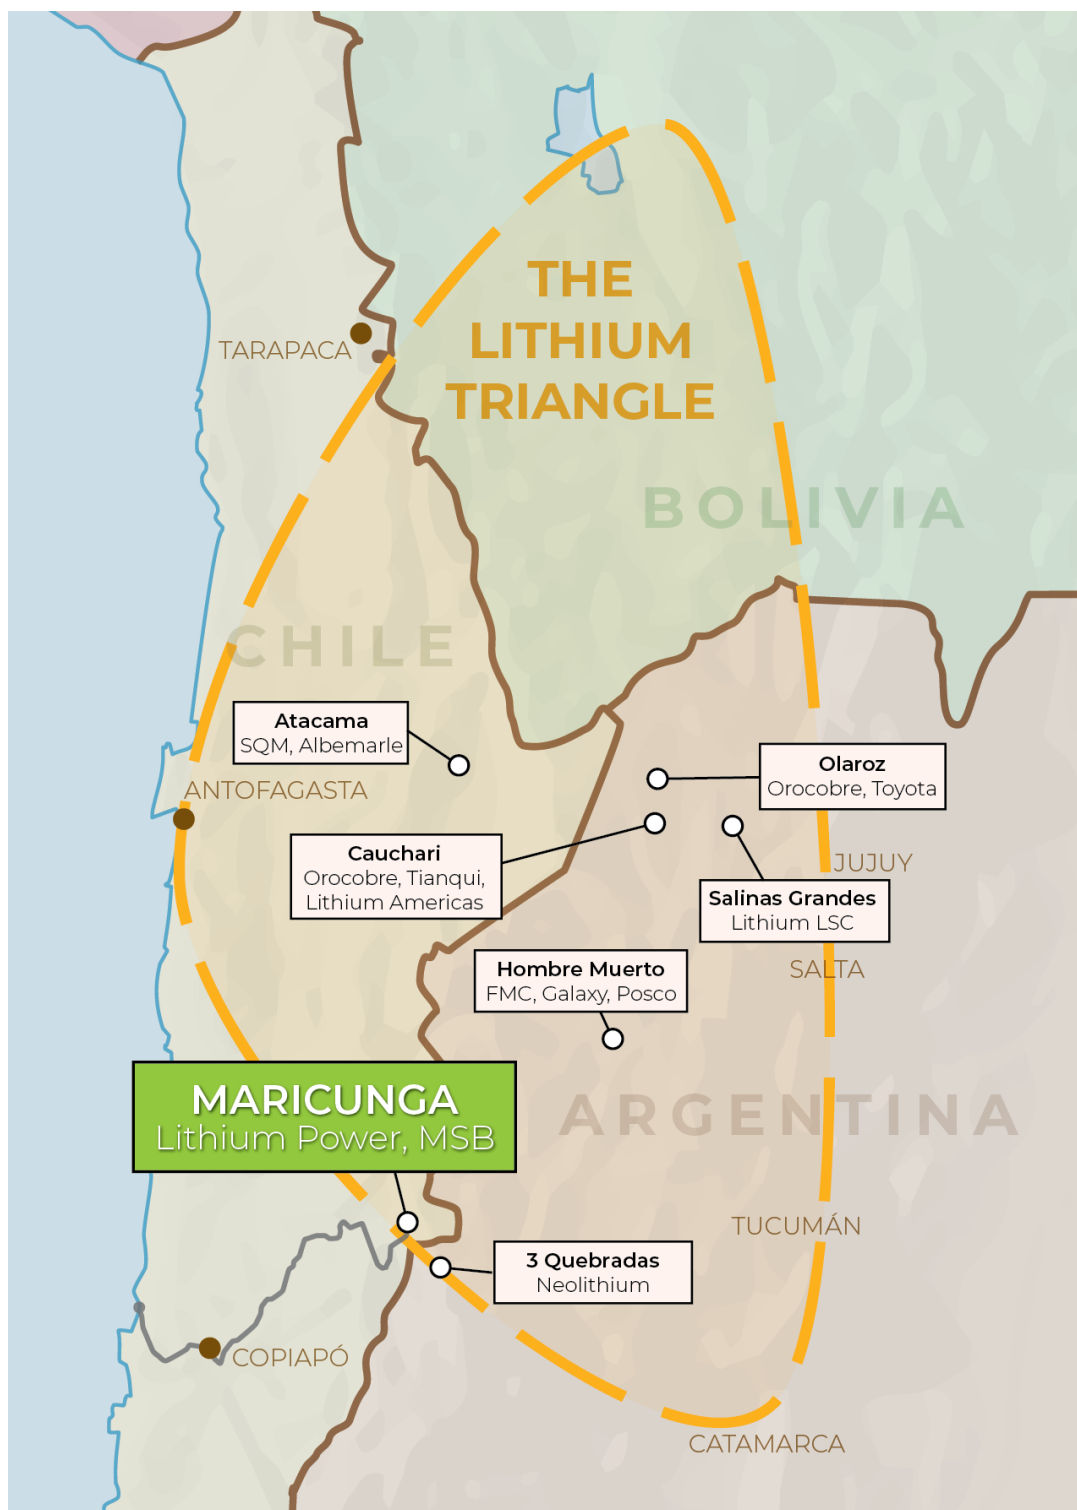 THE
LITHIUM
TRIANGLE
TARAPACA
BOLIVIA
CHILE
Atacama
SQM, Albemarle
ANTOFAGASTA
Olaroz
Orocobre, Toyota
Cauchari
Orocobre, Tianqui,
Lithium Americas
JUJUY
Salinas Grandes
Lithium LSC
SALTA
Hombre Muerto
FMC, Galaxy, Posco
MARICUNGA
Lithium Power, MSB
ARGENTINA
TUCUMÁN
3 Quebradas
Neolithium
COPIAPÓ
CATAMARCA